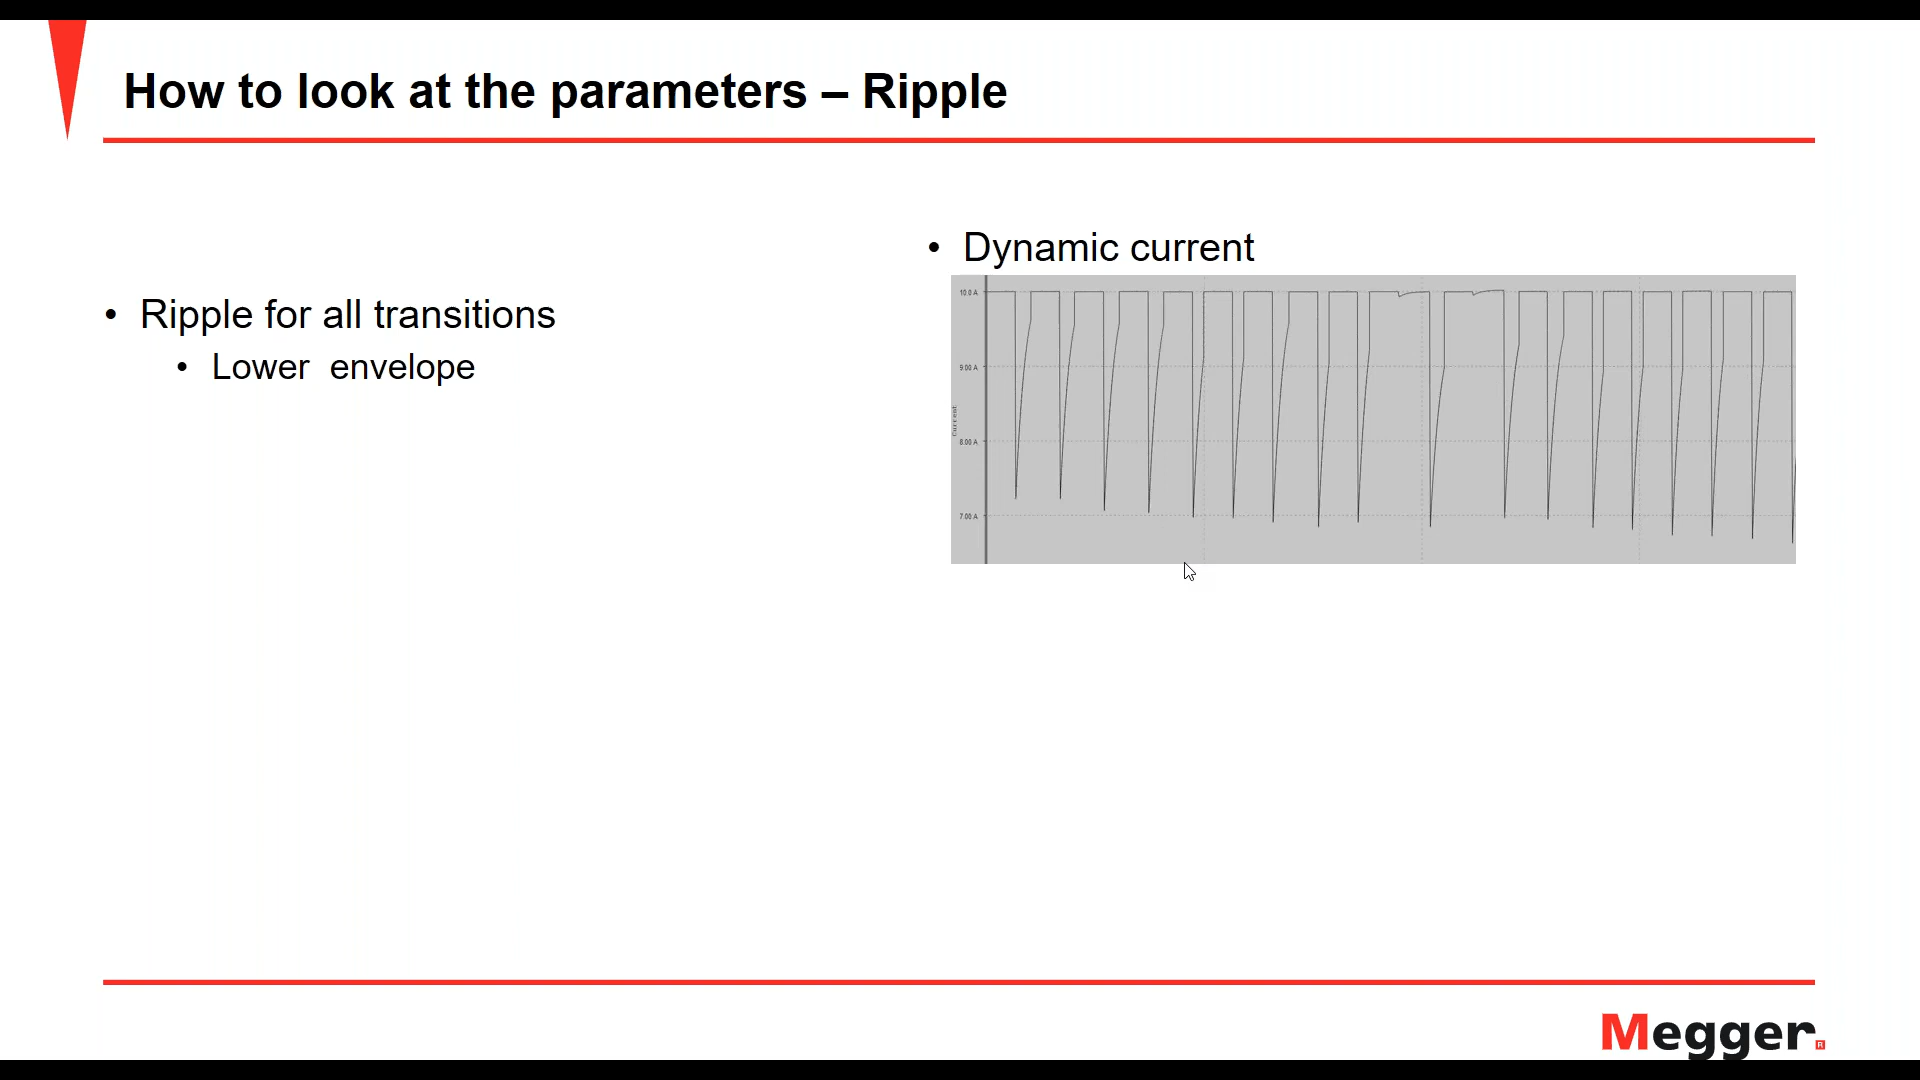 How to look at the parameters – Ripple
• Ripple for all transitions
• Lower envelope
• Dynamic current
10.0 A
9.00 A
8.00 A
7.00 A
Current
Megger.